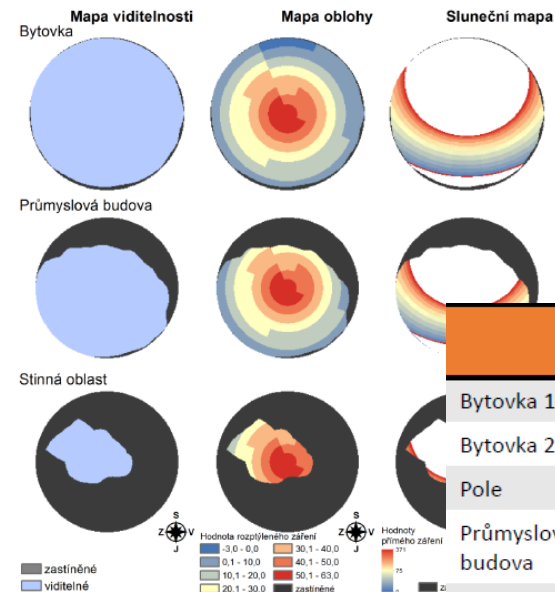 Mapa viditelnosti Mapa oblohy Sluneční mapa
Bytovka
Průmyslová budova
Stinná oblast
Bytovka 1
Bytovka 2
Pole
budova
S
Z V
J
S
Z V
J
zastíněné
viditelné
Hodnota rozptýleného záření
-3,0 - 0,0 30,1 - 40,0
0,1 - 10,0 40,1 - 50,0
10,1 - 20,0 50,1 - 63,0
20,1 - 30,0 zastíněné
Hodnoty
přímého záření
371
75